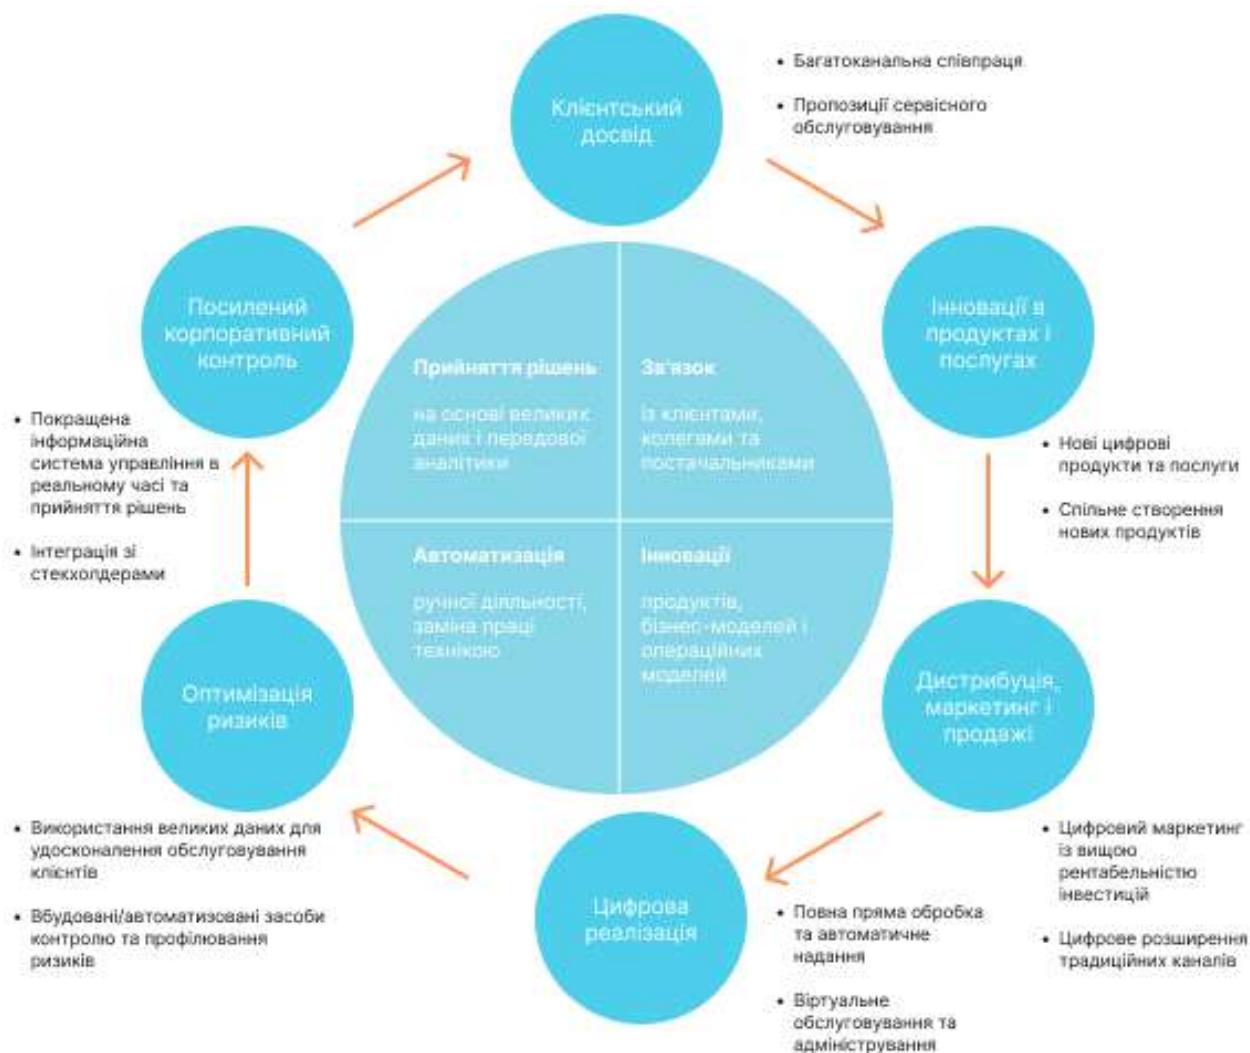 Клієнтський
досвід
• Багатоканальна співпраця
• Пропозиції сервісного
обслуговування
Інновації в
продуктах і
послугах
• Нові цифрові
продукти та послуги
• Спільне створення
нових продуктів
Дистрибуція,
маркетинг і
продажі
• Цифровий маркетинг
із вищою
рентабельністю
інвестицій
• Цифрове розширення
традиційних каналів
Цифрова
реалізація
• Повна пряма обробка
та автоматичне
надання
• Віртуальне
обслуговування та
адміністрування
Оптимізація
ризиків
• Використання великих даних для
удосконалення обслуговування
клієнтів
• Вбудовані/автоматизовані засоби
контролю та профілювання
ризиків
Посилений
корпоративний
контроль
• Покращена
інформаційна
система управління в
реальному часі та
прийняття рішень
• Інтеграція зі
стекхолдерами
Прийняття рішень
на основі великих
даних і передової
аналітики
Зв'язок
із клієнтами,
колегами та
постачальниками
Автоматизація
ручної діяльності,
заміна праці
технікою
Інновації
продуктів,
бізнес-моделей і
операційних
моделей